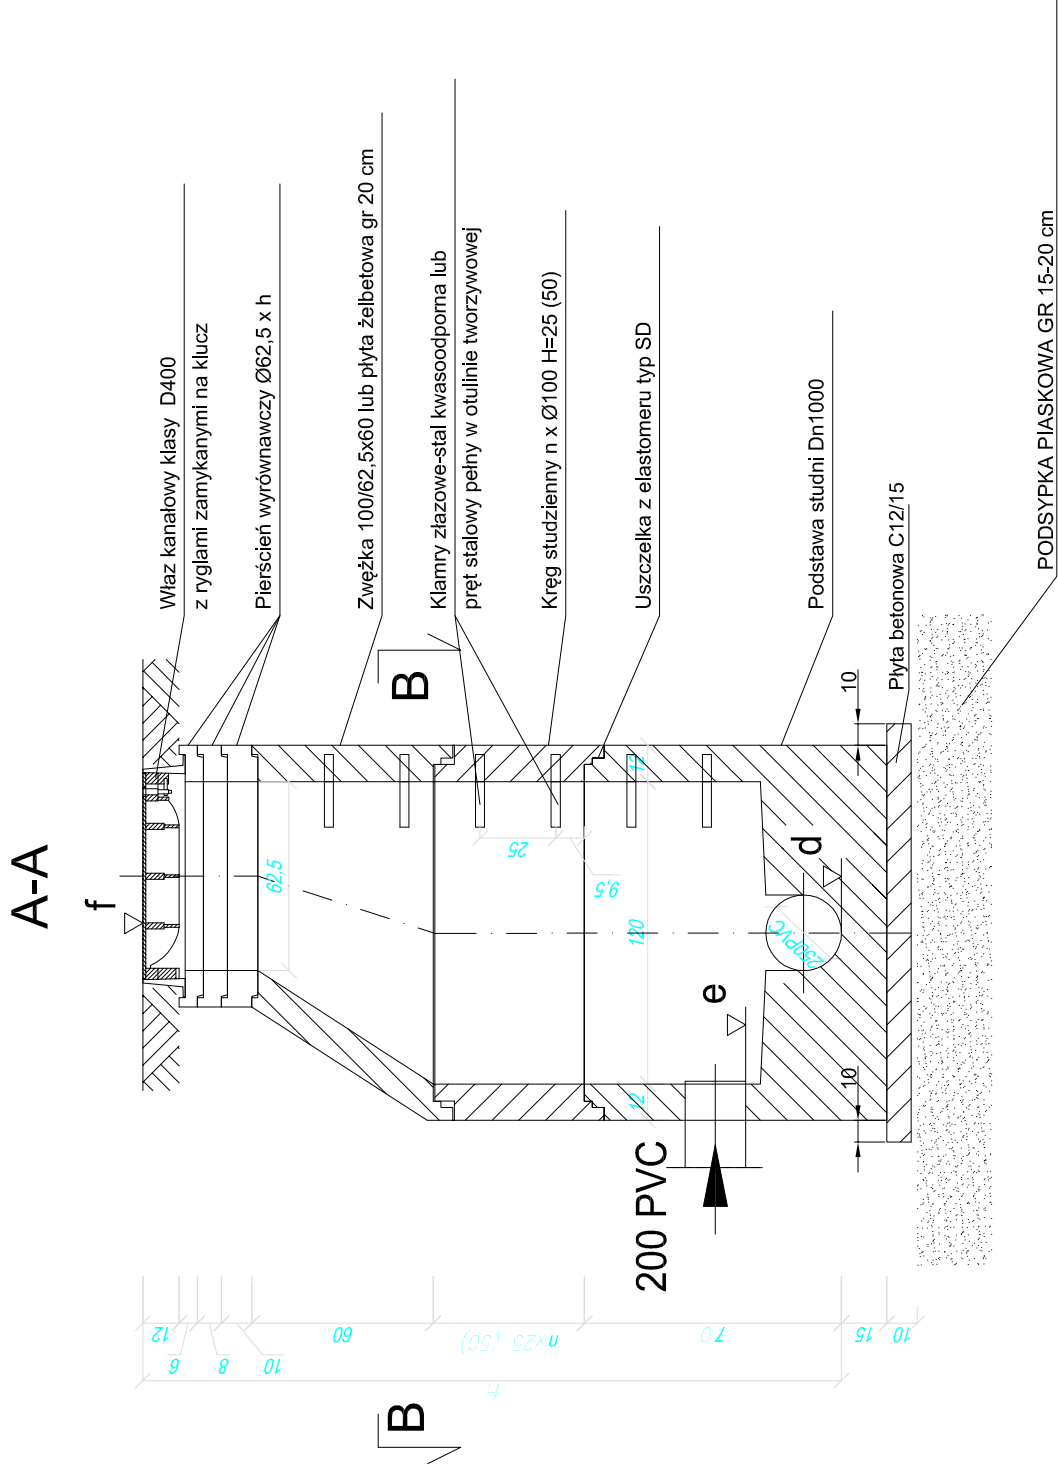 A-A
f
Właz kanałowy klasy D400
z ryglami zamykanymi na klucz
Pierścień wyrównawczy Ø62,5 x h
Zwężka 100/62,5x60 lub płyta żelbetowa gr 20 cm
Klamry złazowe-stal kwasoodporna lub
pręt stalowy pełny w otulinie tworzywowej
Kręg studzienny n x Ø100 H=25 (50)
Uszczelka z elastomeru typ SD
Podstawa studni Dn1000
Płyta betonowa C12/15
PODSYPKA PIASKOWA GR 15-20 cm
B
B
62,5
25
9,5
12
120
12
250PVC
d
e
10
10
200 PVC
12
6
8
10
60
nx25 (50)
70
15
10
H